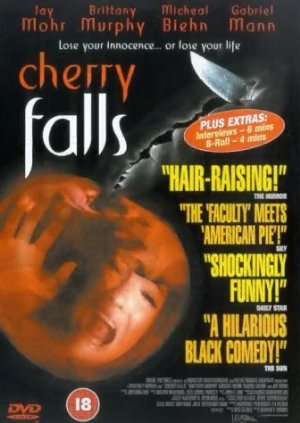 Jay Brittany Micheal Gabriel
Mohr Murphy Biehn Mann
Lose your innocence... or lose your life
cherry
falls
PLUS EXTRAS:
Interviews - 6 mins
B-Roll - 4 mins
"HAIR-RAISING!"
THE MIRROR
"THE 'FACULTY' MEETS
'AMERICAN PIE'!"
SKY
"SHOCKINGLY
FUNNY!"
DAILY STAR
"A HILARIOUS
BLACK COMEDY!"
THE SUN
DVD
VIDEO
18